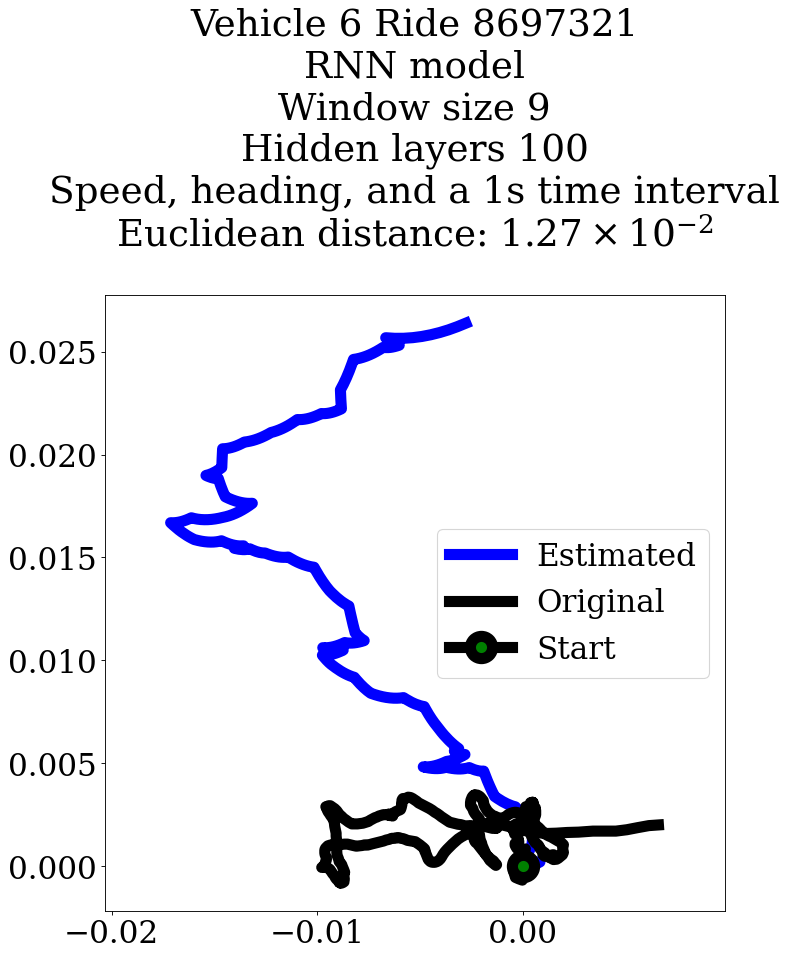 Vehicle 6 Ride 8697321
RNN model
Window size 9
Hidden layers 100
Speed, heading, and a 1s time interval
Euclidean distance: 1.27 × 10⁻²
0.025
0.020
0.015
0.010
0.005
0.000
Estimated
Original
Start
−0.02 −0.01 0.00